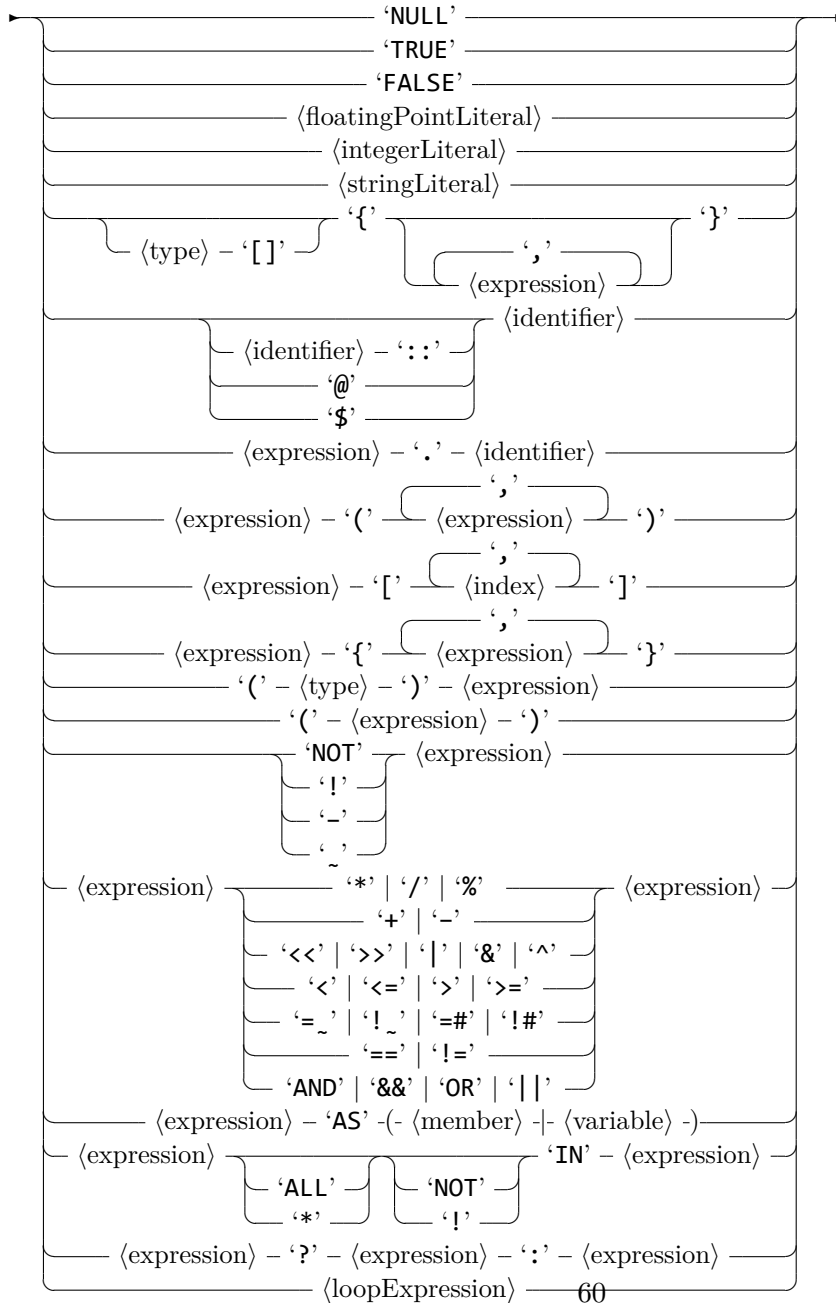 ‘NULL’
‘TRUE’
‘FALSE’
⟨floatingPointLiteral⟩
⟨integerLiteral⟩
⟨stringLiteral⟩
‘{’ ‘}’
⟨type⟩ – ‘[]’ ‘,’
⟨expression⟩
⟨identifier⟩
⟨identifier⟩ – ‘::’
‘@’
‘$’
⟨expression⟩ – ‘.’ – ⟨identifier⟩
‘,’
⟨expression⟩ – ‘(’ ⟨expression⟩ ‘)’
‘,’
⟨expression⟩ – ‘[’ ⟨index⟩ ‘]’
‘,’
⟨expression⟩ – ‘{’ ⟨expression⟩ ‘}’
‘(’ – ⟨type⟩ – ‘)’ – ⟨expression⟩
‘(’ – ⟨expression⟩ – ‘)’
‘NOT’ ⟨expression⟩
‘!’
‘-’
‘~’
⟨expression⟩ ‘*’ | ‘/’ | ‘%’ ⟨expression⟩
‘+’ | ‘-’
‘<<’ | ‘>>’ | ‘|’ | ‘&’ | ‘^’
‘<’ | ‘<=’ | ‘>’ | ‘>=’
‘=~’ | ‘!~’ | ‘=#’ | ‘!#’
‘==’ | ‘!=’
‘AND’ | ‘&&’ | ‘OR’ | ‘||’
⟨expression⟩ – ‘AS’ -(- ⟨member⟩ -|- ⟨variable⟩ -)
⟨expression⟩ ‘IN’ – ⟨expression⟩
‘ALL’ ‘NOT’
‘*’ ‘!’
⟨expression⟩ – ‘?’ – ⟨expression⟩ – ‘:’ – ⟨expression⟩
⟨loopExpression⟩ 60